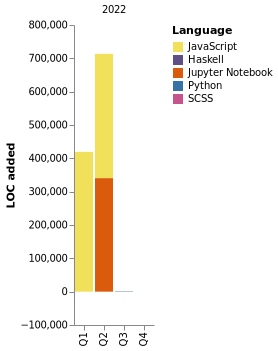 2022
Language
JavaScript
Haskell
Jupyter Notebook
Python
SCSS
LOC added
800,000
700,000
600,000
500,000
400,000
300,000
200,000
100,000
0
−100,000
Q1
Q2
Q3
Q4